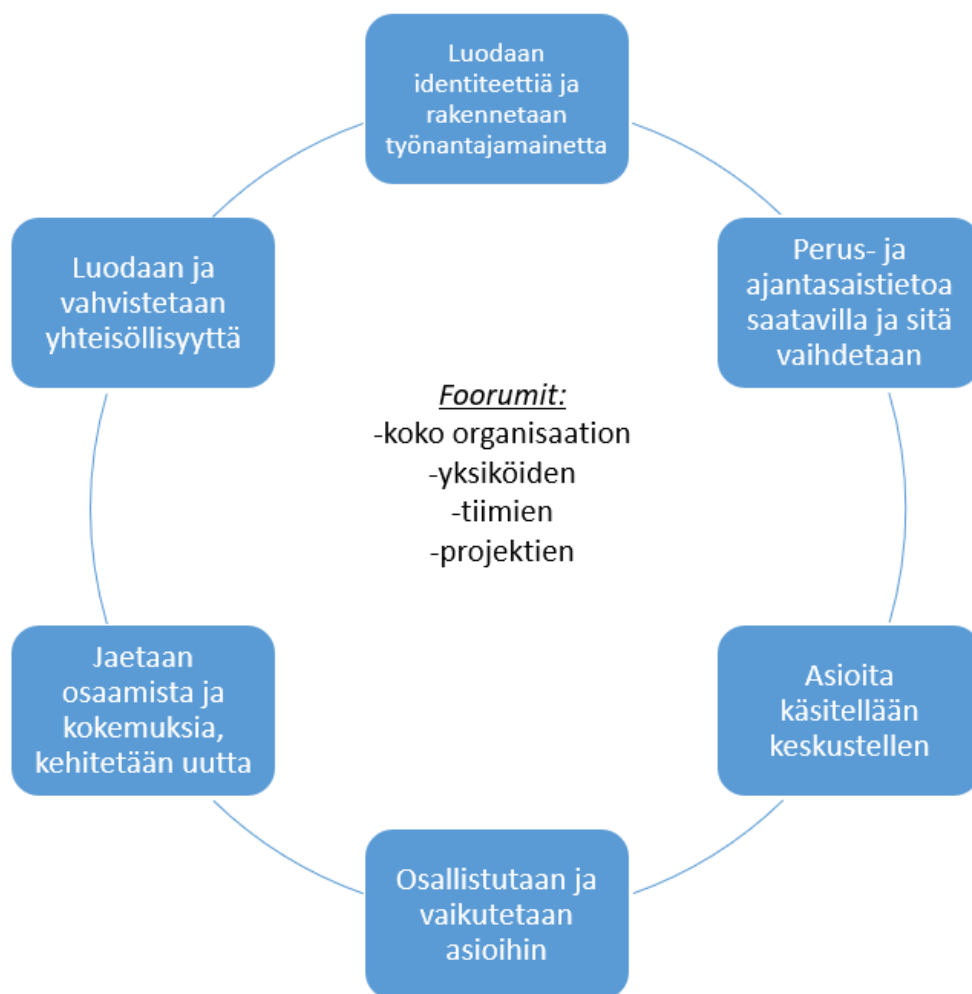 Luodaan
identiteettiä ja
rakennetaan
työnantajamainetta
Perus- ja
ajantasaistietoa
saatavilla ja sitä
vaihdetaan
Asioita
käsitellään
keskustellen
Osallistutaan ja
vaikutetaan
asioihin
Jaetaan
osaamista ja
kokemuksia,
kehitetään uutta
Luodaan ja
vahvistetaan
yhteisöllisyyttä
Foorumit:
-koko organisaation
-yksiköiden
-tiimien
-projektien